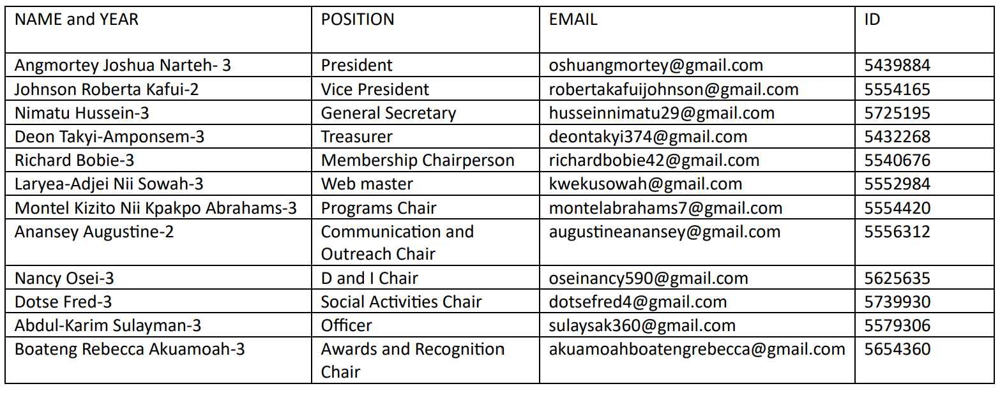 NAME and YEAR POSITION EMAIL ID
Angmortey Joshua Narteh- 3 President oshuangmortey@gmail.com 5439884
Johnson Roberta Kafui-2 Vice President robertakafuijohnson@gmail.com 5554165
Nimatu Hussein-3 General Secretary husseinnimatu29@gmail.com 5725195
Deon Takyi-Amponsem-3 Treasurer deontakyi374@gmail.com 5432268
Richard Bobie-3 Membership Chairperson richardbobie42@gmail.com 5540676
Laryea-Adjei Nii Sowah-3 Web master kwekusowah@gmail.com 5552984
Montel Kizito Nii Kpakpo Abrahams-3 Programs Chair montelabrahams7@gmail.com 5554420
Anansey Augustine-2 Communication and augustineanansey@gmail.com 5556312
Outreach Chair
Nancy Osei-3 D and I Chair oseinancy590@gmail.com 5625635
Dotse Fred-3 Social Activities Chair dotsefred4@gmail.com 5739930
Abdul-Karim Sulayman-3 Officer sulaysak360@gmail.com 5579306
Boateng Rebecca Akuamoah-3 Awards and Recognition akuamoahboatengrebecca@gmail.com 5654360
Chair